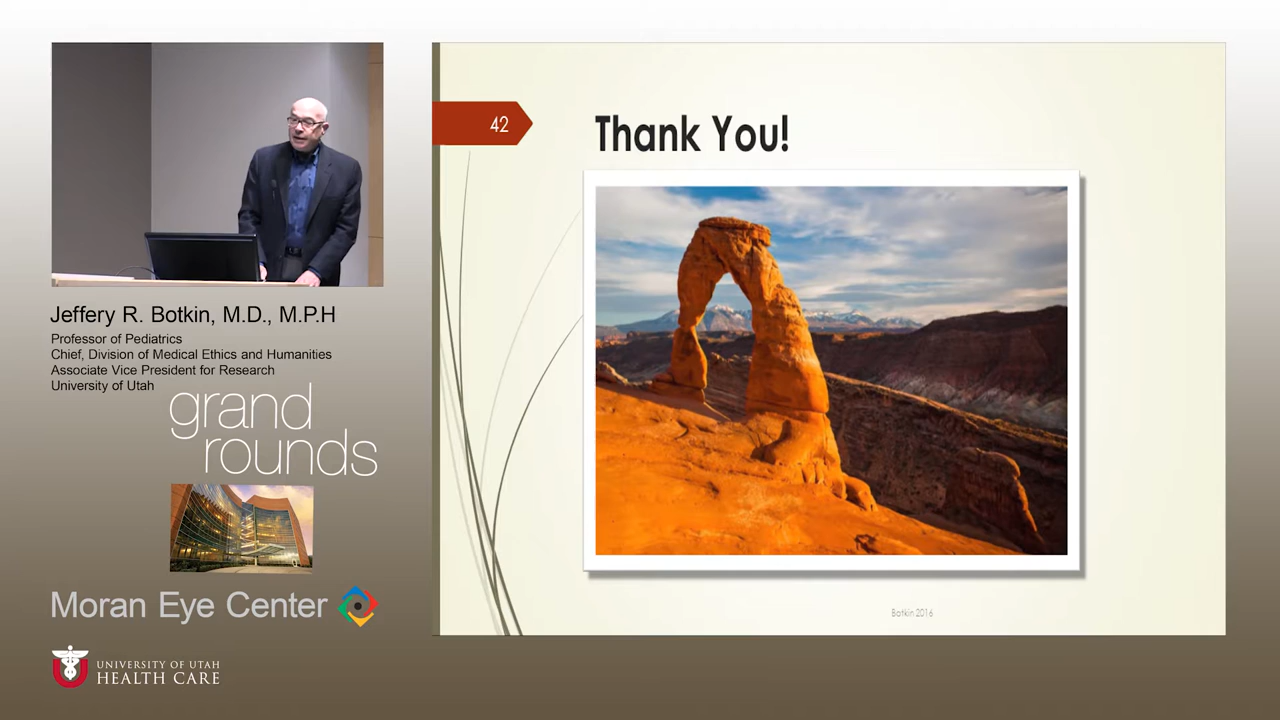 Jeffery R. Botkin, M.D., M.P.H
Professor of Pediatrics
Chief, Division of Medical Ethics and Humanities
Associate Vice President for Research
University of Utah
grand
rounds
Moran Eye Center
UNIVERSITY OF UTAH
HEALTH CARE
42
Thank You!
Botkin 2016